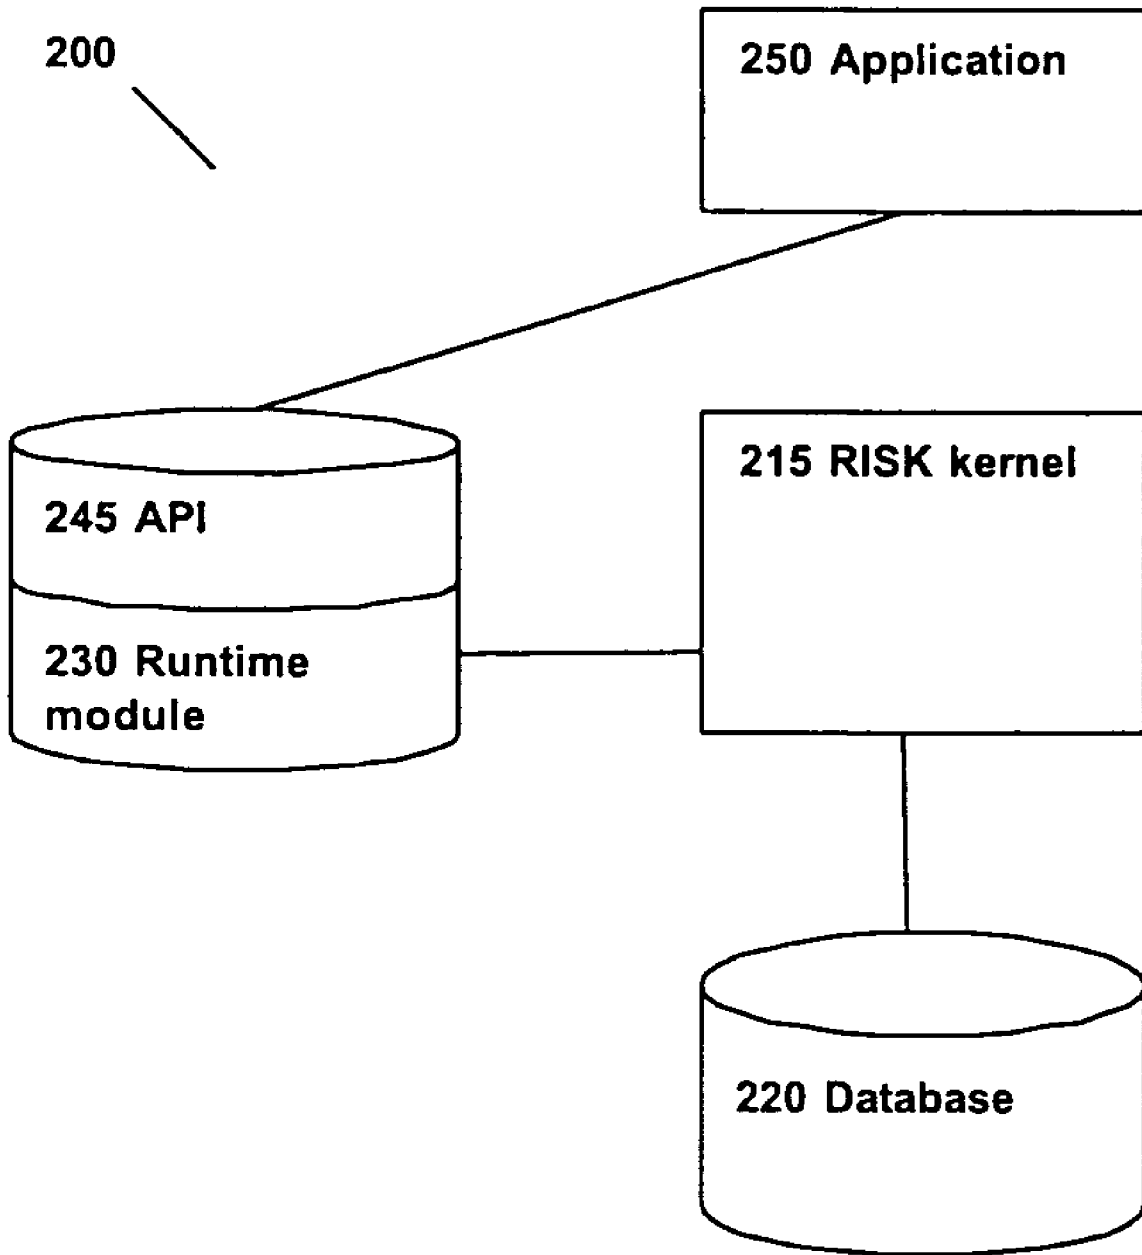 200
250 Application
245 API
215 RISK kernel
230 Runtime
module
220 Database